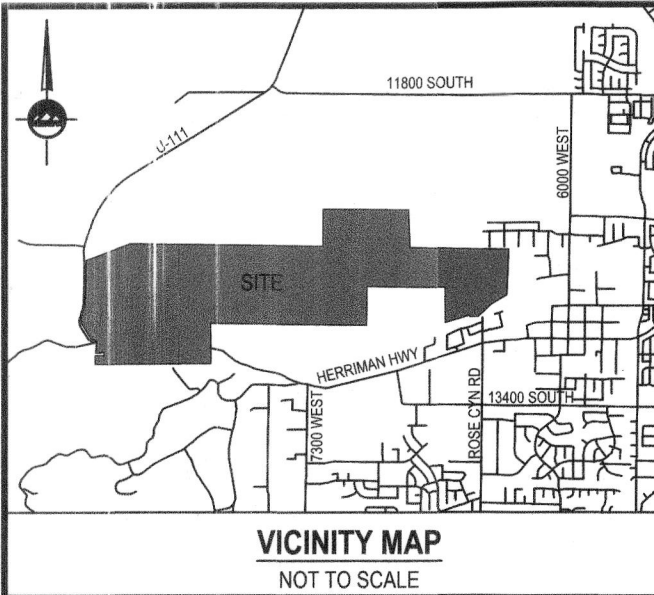 11800 SOUTH
U-111
6000 WEST
SITE
HERRIMAN HWY
7300 WEST
ROSE CYN RD
13400 SOUTH
VICINITY MAP
NOT TO SCALE